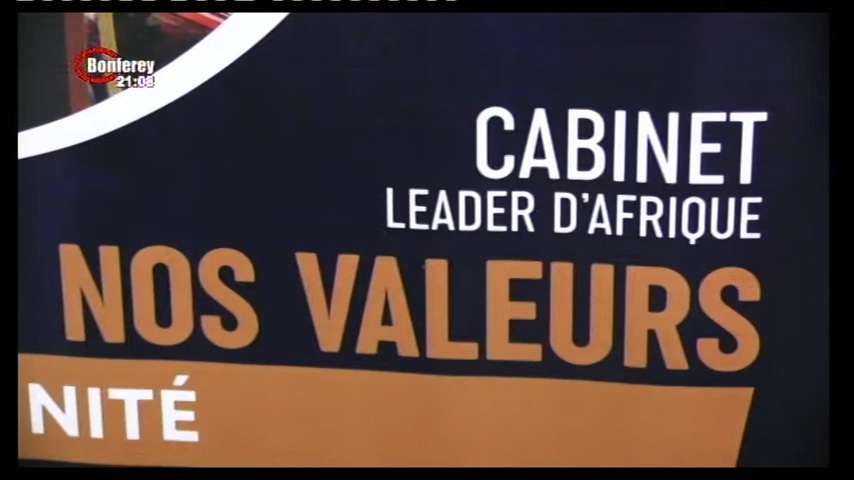 Bonferey
21:08
CABINET
LEADER D'AFRIQUE
NOS VALEURS
NITÉ